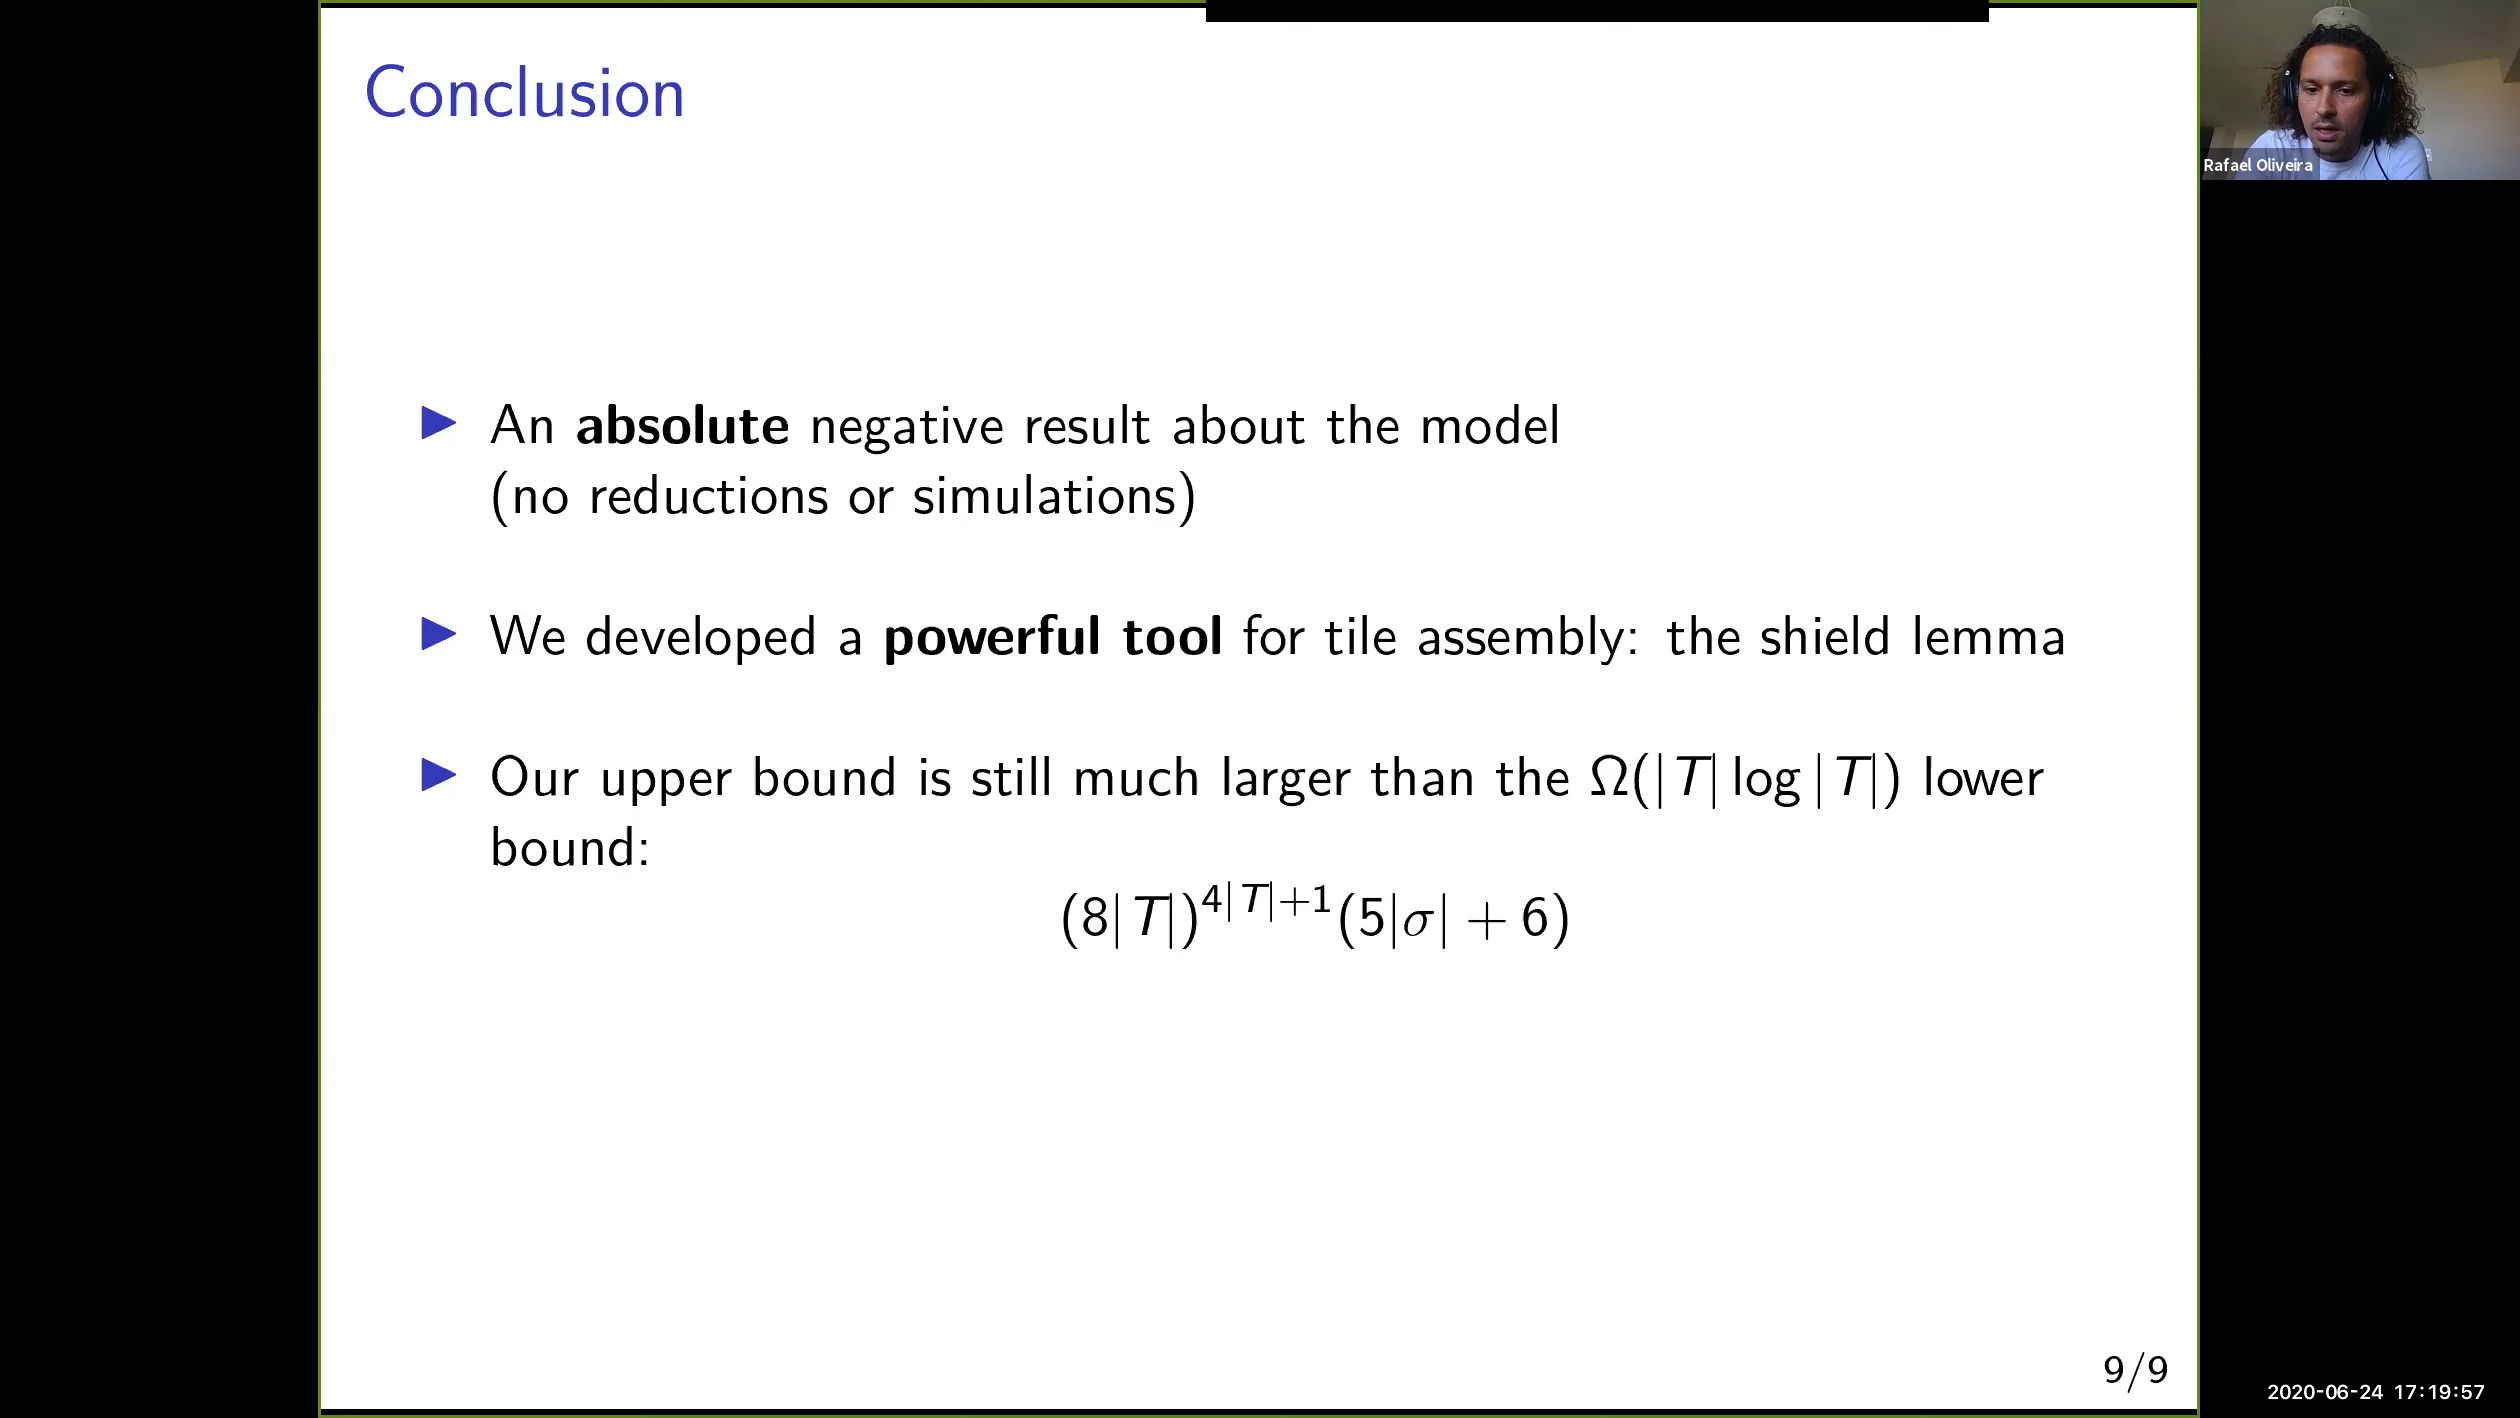 Conclusion
Rafael Oliveira
▶ An absolute negative result about the model
(no reductions or simulations)
▶ We developed a powerful tool for tile assembly: the shield lemma
▶ Our upper bound is still much larger than the Ω(|T| log |T|) lower
bound:
(8|T|)^{4|T|+1}(5|σ| + 6)
9/9
2020-06-24 17:19:57